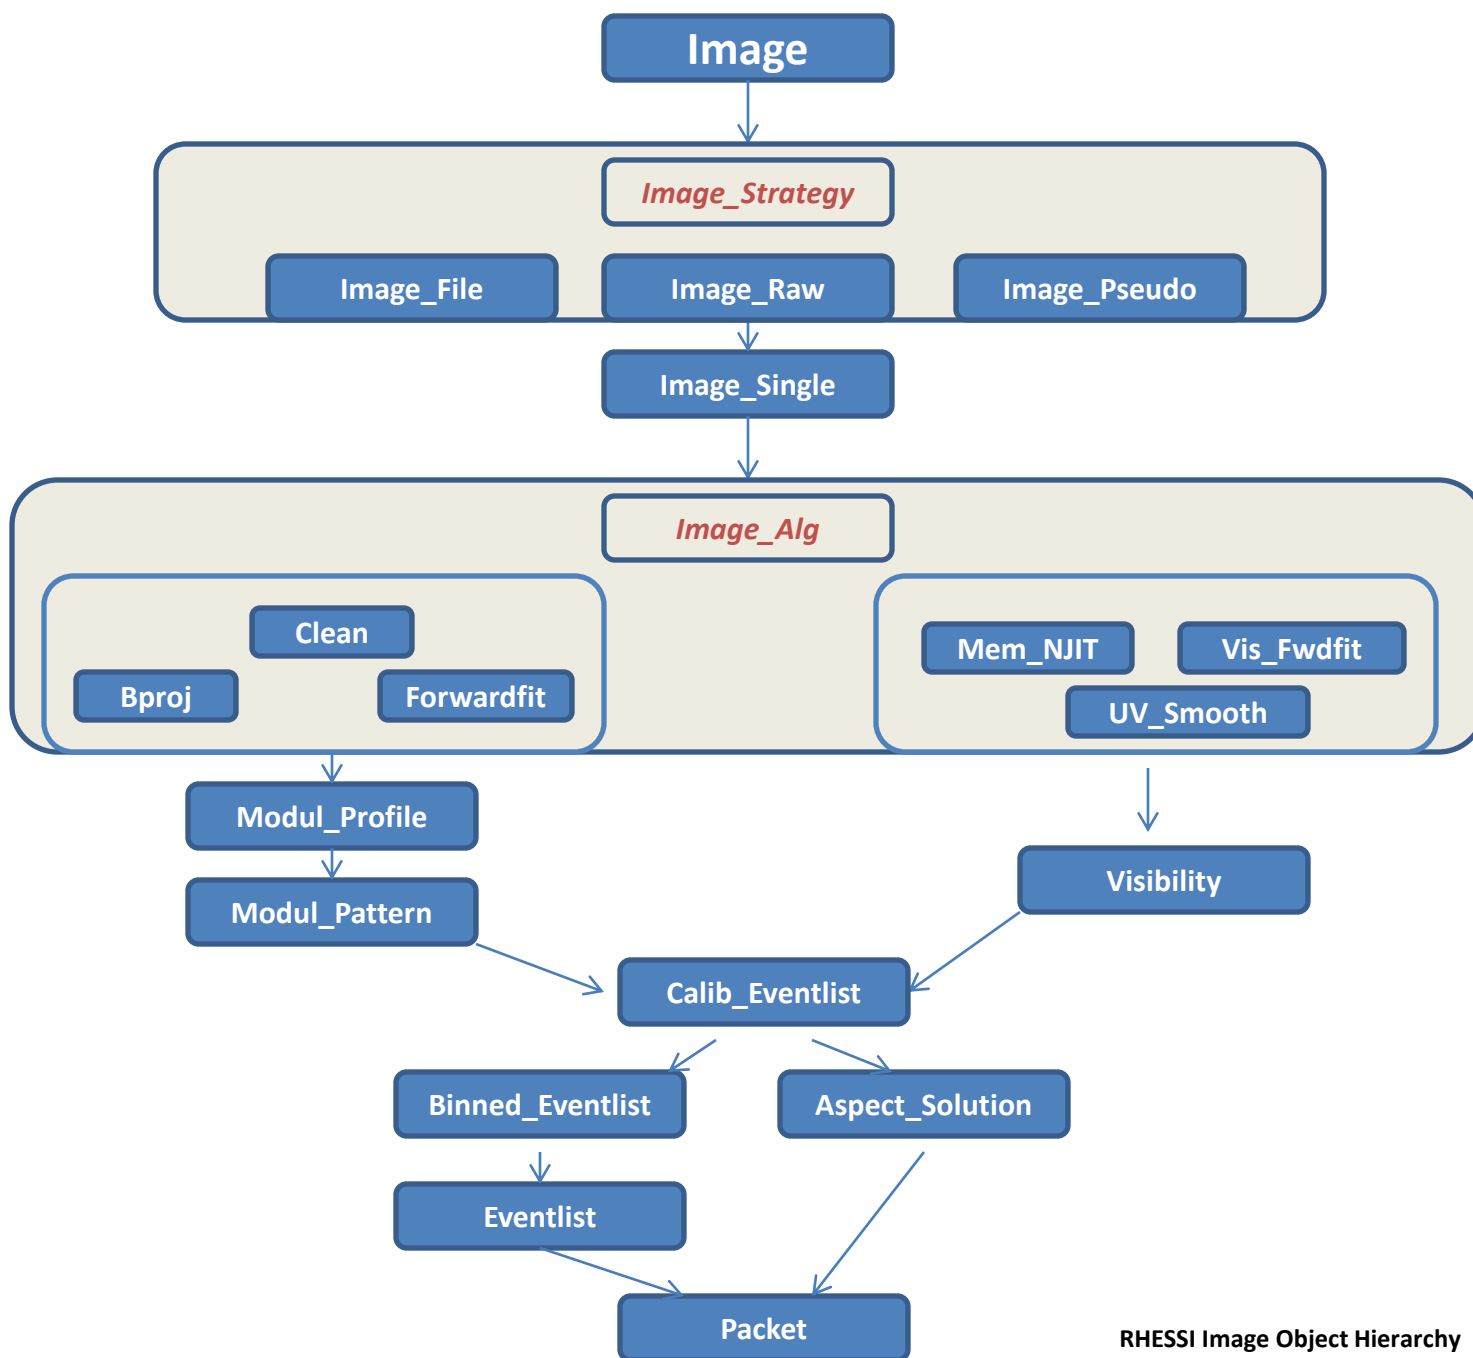 Image
Image_Strategy
Image_File
Image_Raw
Image_Pseudo
Image_Single
Image_Alg
Clean
Bproj
Forwardfit
Mem_NJIT
Vis_Fwdfit
UV_Smooth
Modul_Profile
Modul_Pattern
Visibility
Calib_Eventlist
Binned_Eventlist
Aspect_Solution
Eventlist
Packet
RHESSI Image Object Hierarchy